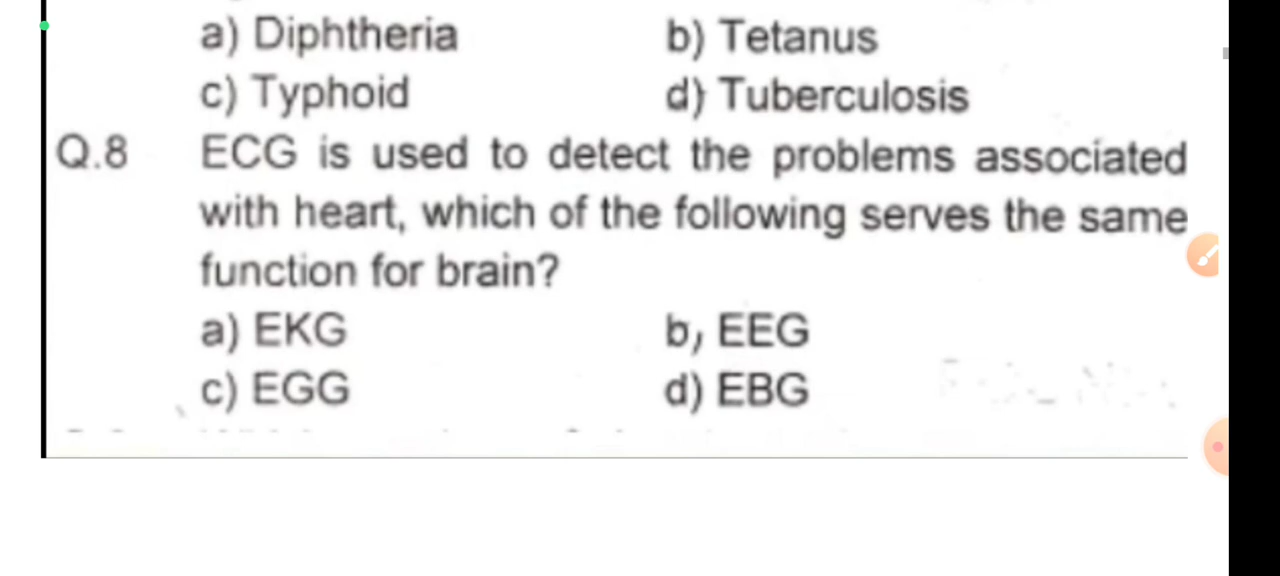 a) Diphtheria b) Tetanus
c) Typhoid d) Tuberculosis
Q.8 ECG is used to detect the problems associated
with heart, which of the following serves the same
function for brain?
a) EKG b, EEG
c) EGG d) EBG